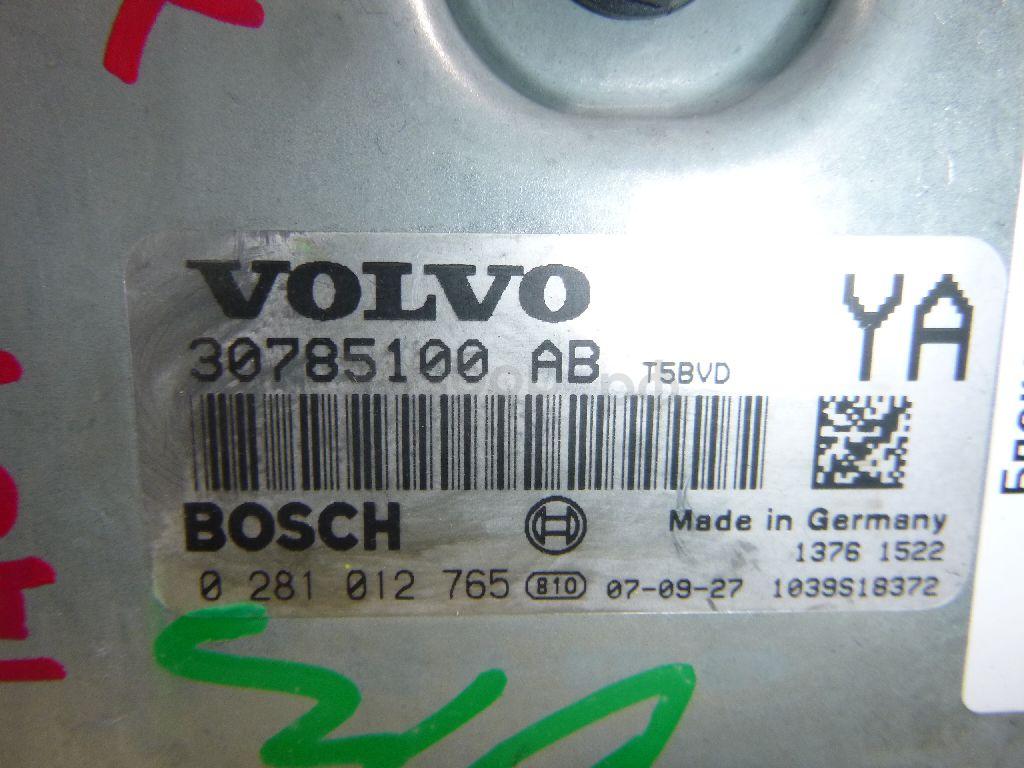 VOLVO
YA
30785100 AB T5BVD
BOSCH
Made in Germany
1376 1522
0 281 012 765 810 07-09-27 1039S18372